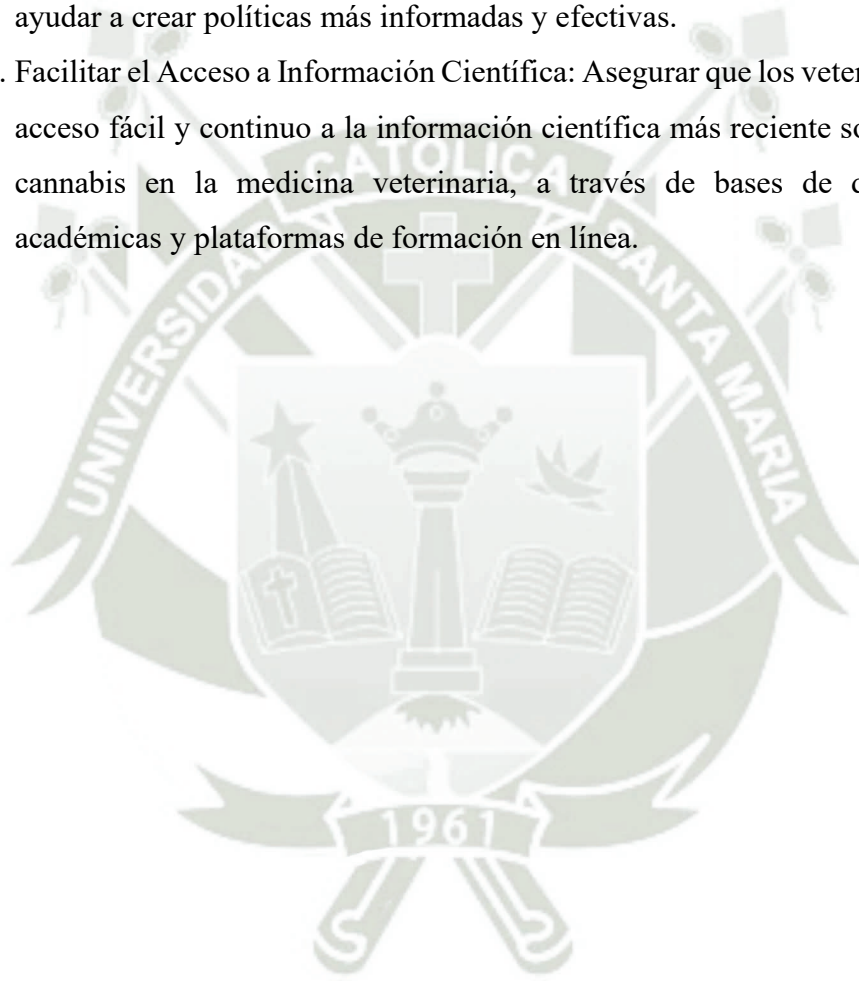 ayudar a crear políticas más informadas y efectivas.
. Facilitar el Acceso a Información Científica: Asegurar que los veter
acceso fácil y continuo a la información científica más reciente so
cannabis en la medicina veterinaria, a través de bases de d
académicas y plataformas de formación en línea.
UNIVERSIDAD CATOLICA SANTA MARIA
1961